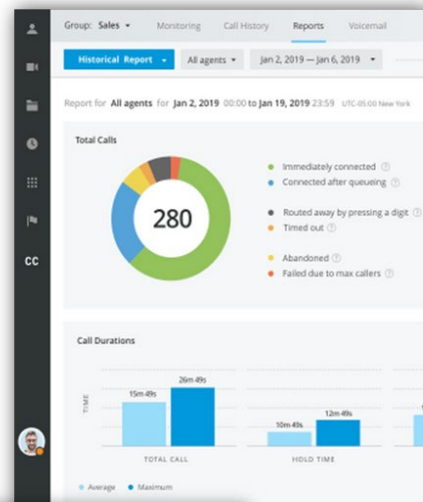 Group: Sales Monitoring Call History Reports Voicemail
Historical Report All agents Jan 2, 2019 — Jan 6, 2019
Report for All agents for Jan 2, 2019 00:00 to Jan 19, 2019 23:59 UTC-05:00 New York
Total Calls
280
Immediately connected ?
Connected after queueing ?
Routed away by pressing a digit ?
Timed out ?
Abandoned ?
Failed due to max callers ?
CC
Call Durations
TIME
15m 49s
26m 49s
10m 49s
12m 49s
TOTAL CALL
HOLD TIME
Average Maximum